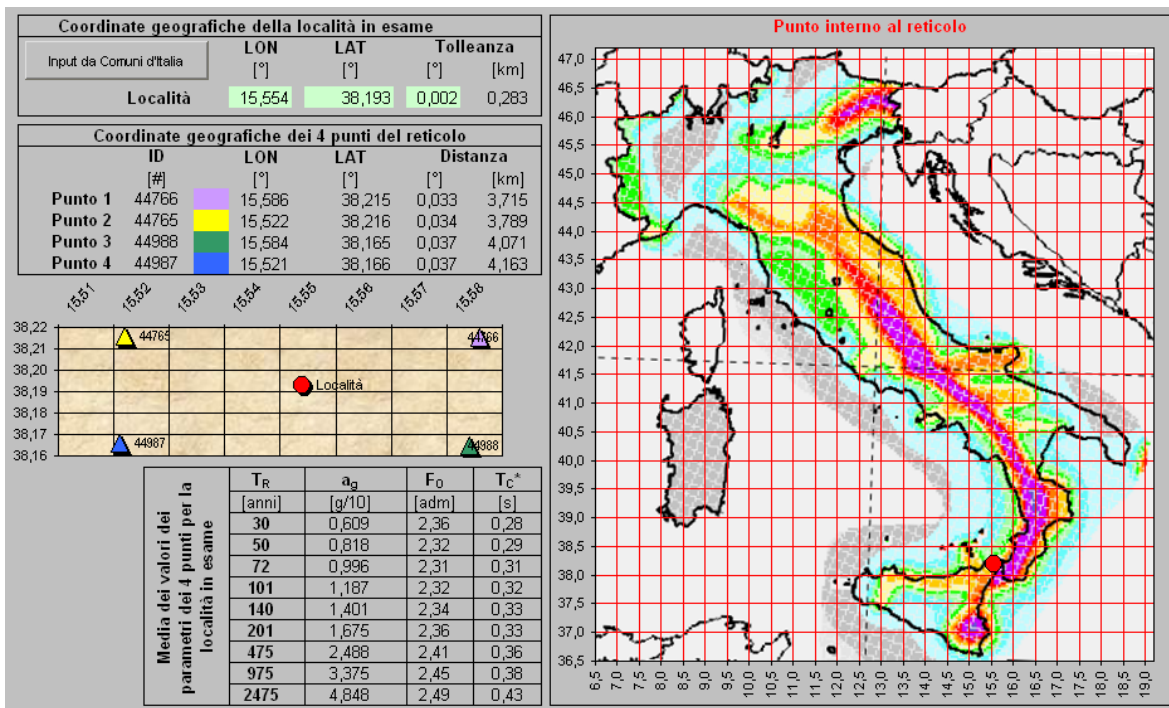 Coordinate geografiche della località in esame
Input da Comuni d'Italia
LON LAT Tolleanza
[°] [°] [°] [km]
Località 15,554 38,193 0,002 0,283
Coordinate geografiche dei 4 punti del reticolo
ID LON LAT Distanza
[#] [°] [°] [°] [km]
Punto 1 44766 15,586 38,215 0,033 3,715
Punto 2 44765 15,522 38,216 0,034 3,789
Punto 3 44988 15,584 38,165 0,037 4,071
Punto 4 44987 15,521 38,166 0,037 4,163
15,51 15,52 15,53 15,54 15,55 15,56 15,57 15,58
38,22
44765 44766
38,21
38,20
38,19 Località
38,18
38,17
44987 44988
38,16
Media dei valori dei parametri dei 4 punti per la località in esame
TR ag F0 TC*
[anni] [g/10] [adm] [s]
30 0,609 2,36 0,28
50 0,818 2,32 0,29
72 0,996 2,31 0,31
101 1,187 2,32 0,32
140 1,401 2,34 0,33
201 1,675 2,36 0,33
475 2,488 2,41 0,36
975 3,375 2,45 0,38
2475 4,848 2,49 0,43
Punto interno al reticolo
47,0
46,5
46,0
45,5
45,0
44,5
44,0
43,5
43,0
42,5
42,0
41,5
41,0
40,5
40,0
39,5
39,0
38,5
38,0
37,5
37,0
36,5
6,5 7,0 7,5 8,0 8,5 9,0 9,5 10,0 10,5 11,0 11,5 12,0 12,5 13,0 13,5 14,0 14,5 15,0 15,5 16,0 16,5 17,0 17,5 18,0 18,5 19,0